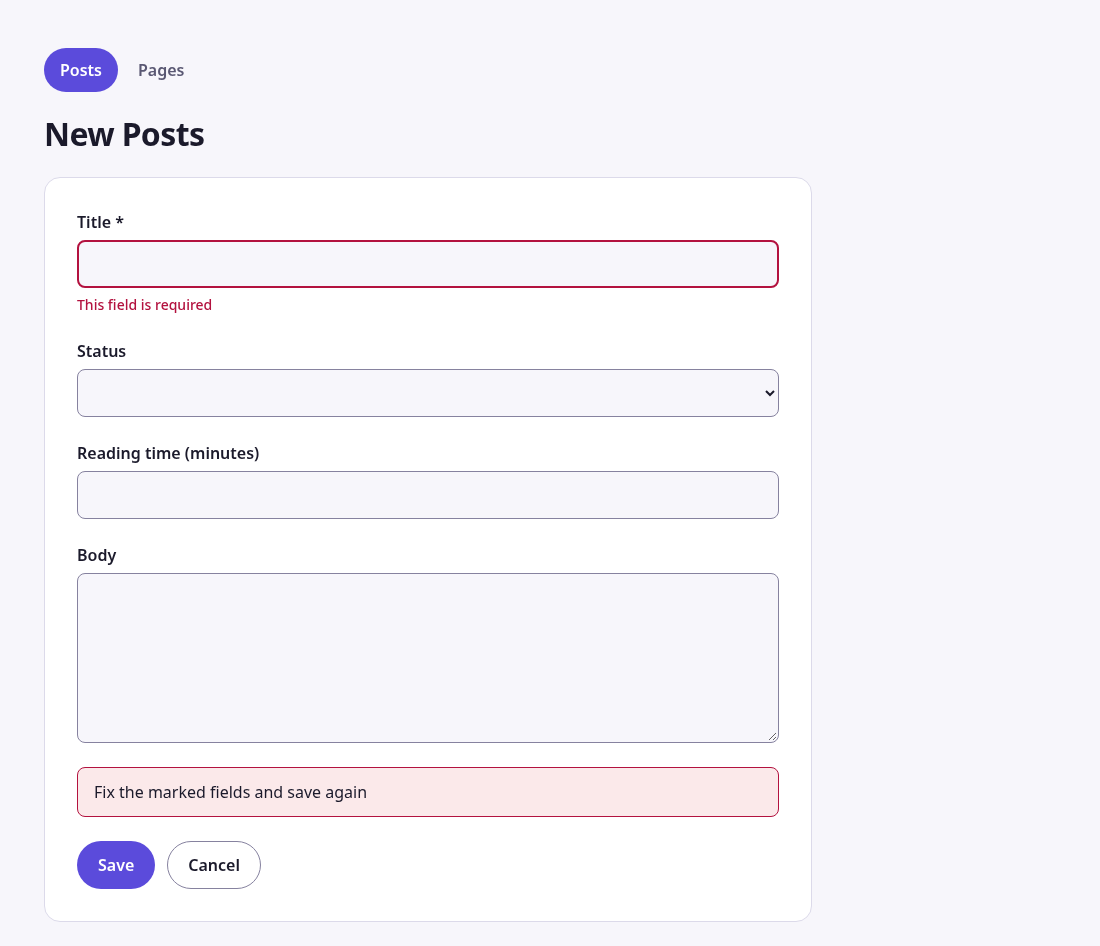 Posts Pages
New Posts
Title *
This field is required
Status
Reading time (minutes)
Body
Fix the marked fields and save again
Save Cancel